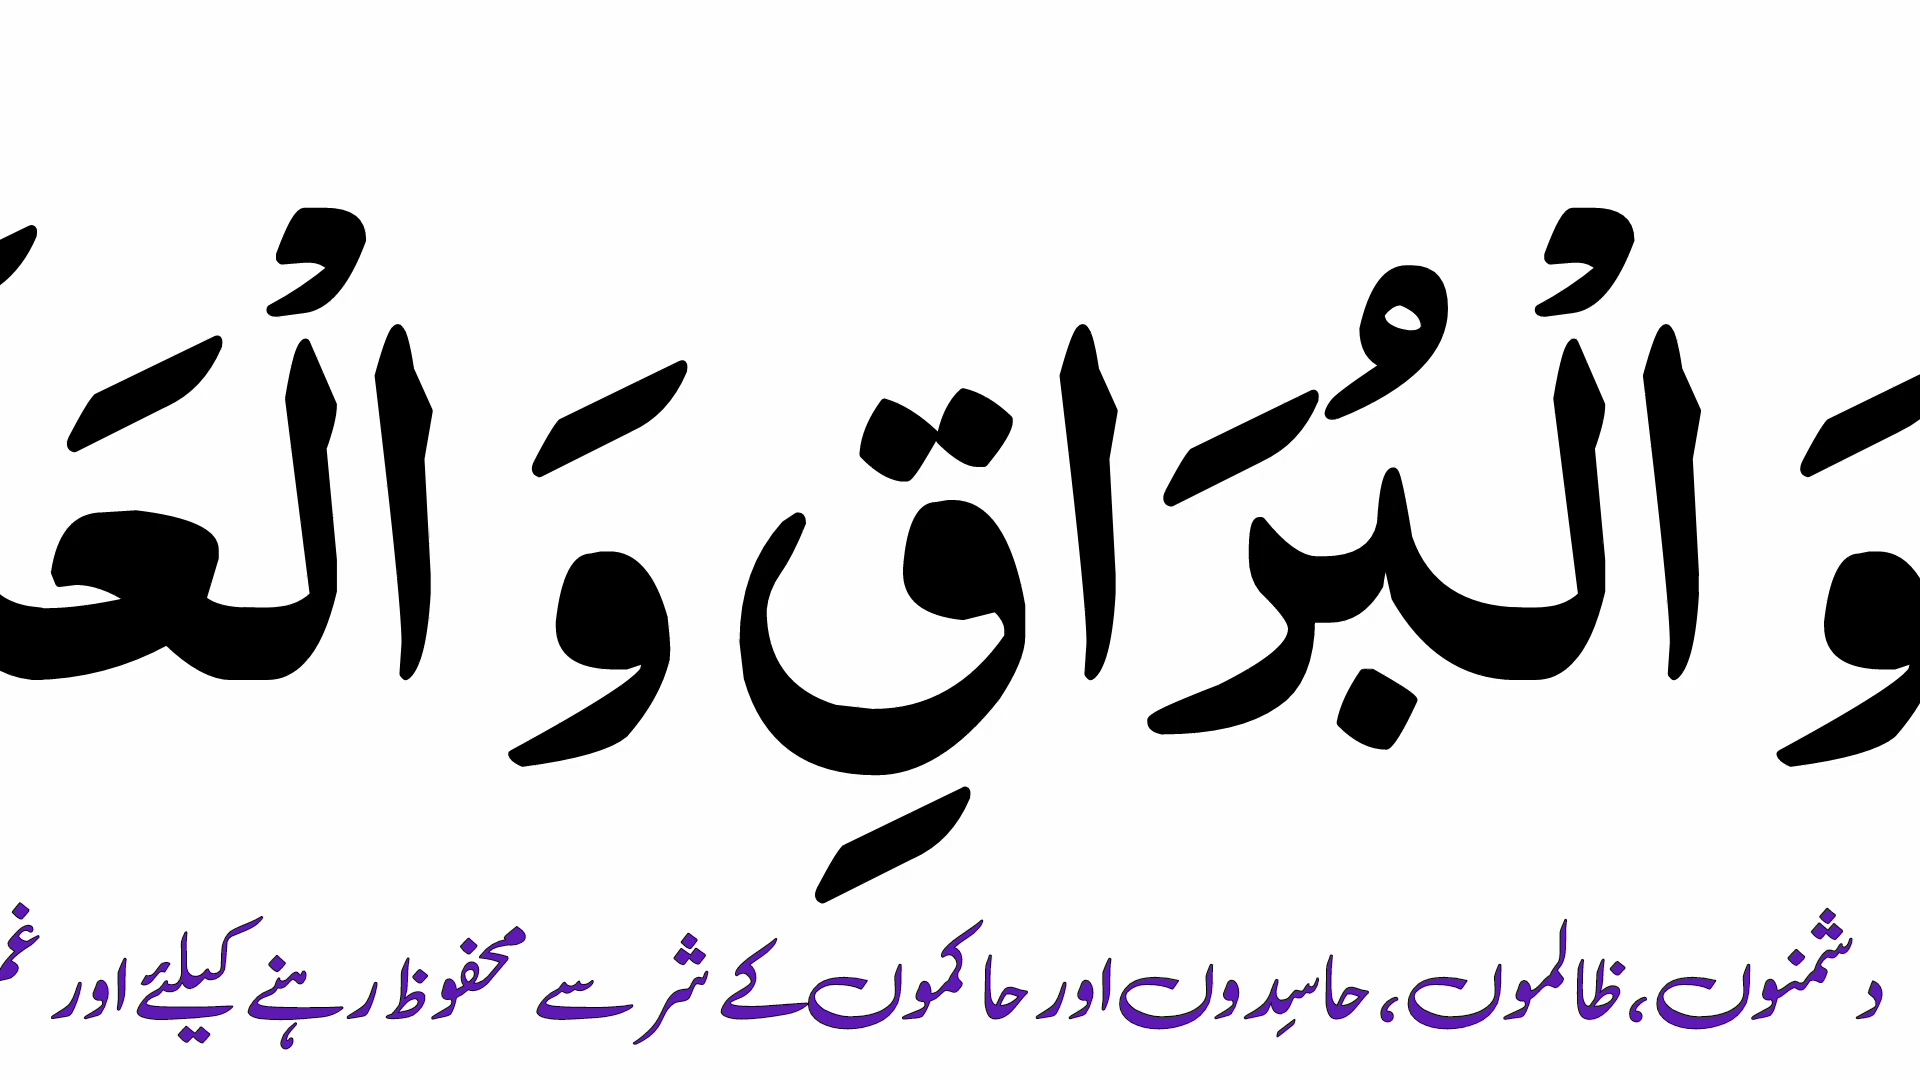 وَالْبُرَاقِ وَالْعَ
دشمنوں، ظالموں، حاسِدوں اور حاکموں کے شر سے محفوظ رہنے کیلئے اور